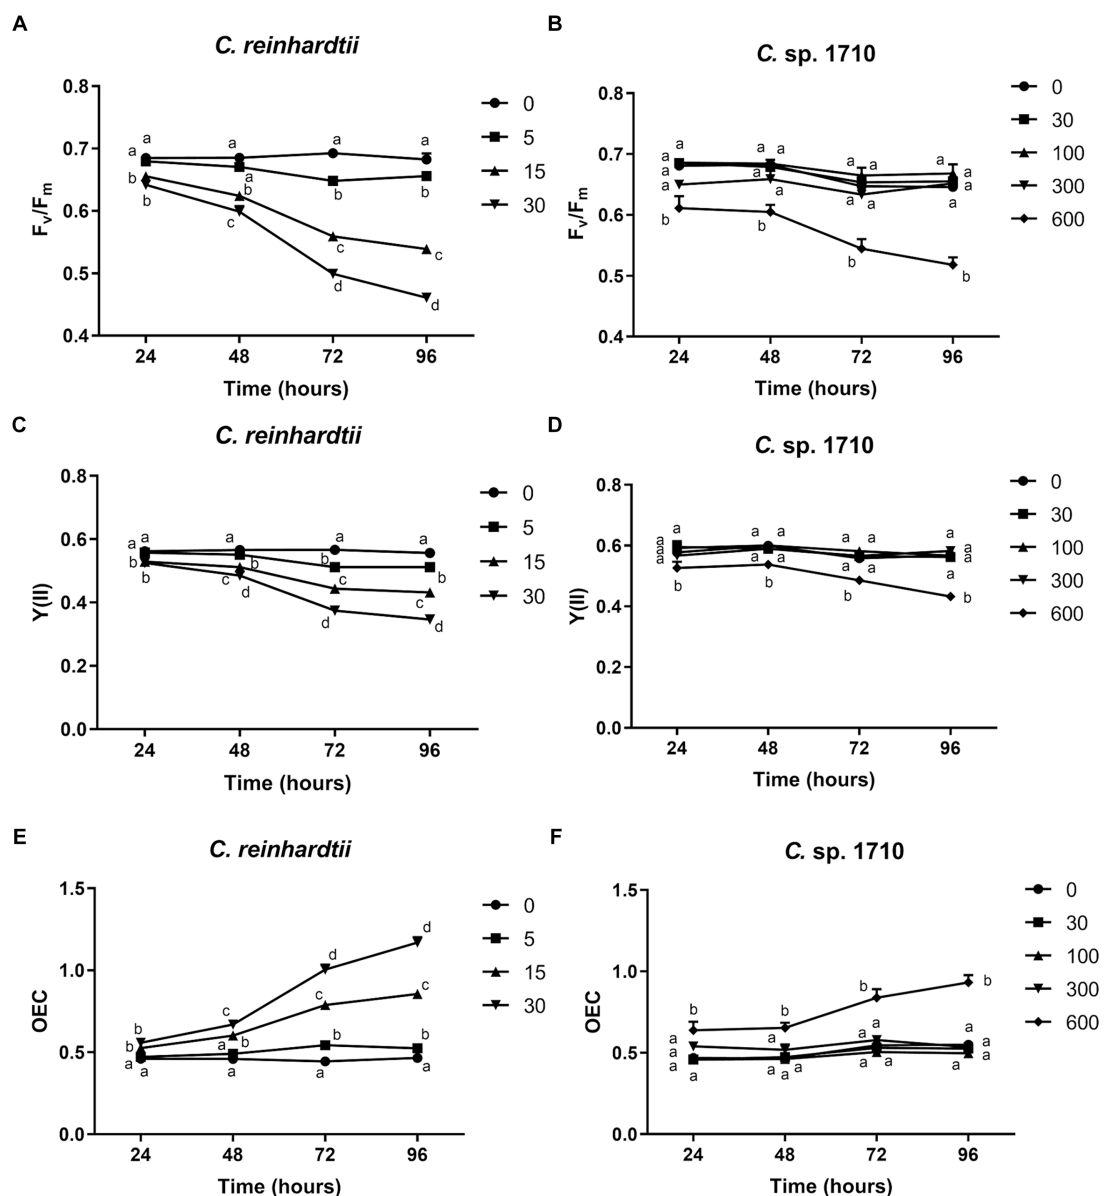 A
C. reinhardtii
0.8
0.7
0.6
0.5
0.4
Fv/Fm
24 48 72 96
Time (hours)
0
5
15
30
a a a a
a
a b b
b b c c
b c d d
B
C. sp. 1710
0.8
0.7
0.6
0.5
0.4
Fv/Fm
24 48 72 96
Time (hours)
0
30
100
300
600
a a a a a a
a a
a a
a a a a a
b b b b
C
C. reinhardtii
0.8
0.6
0.4
0.2
0.0
Y(II)
24 48 72 96
Time (hours)
0
5
15
30
a a a a
a
b b b b
b c c c
d d d
D
C. sp. 1710
0.8
0.6
0.4
0.2
0.0
Y(II)
24 48 72 96
Time (hours)
0
30
100
300
600
a a a a a a
a a
a a
a a a a a
b b b b
E
C. reinhardtii
1.5
1.0
0.5
0.0
OEC
24 48 72 96
Time (hours)
0
5
15
30
b c d d
b b c c
a a b b
a a a a
F
C. sp. 1710
1.5
1.0
0.5
0.0
OEC
24 48 72 96
Time (hours)
0
30
100
300
600
b b b b
a a a a
a a
a a a a a a
a a